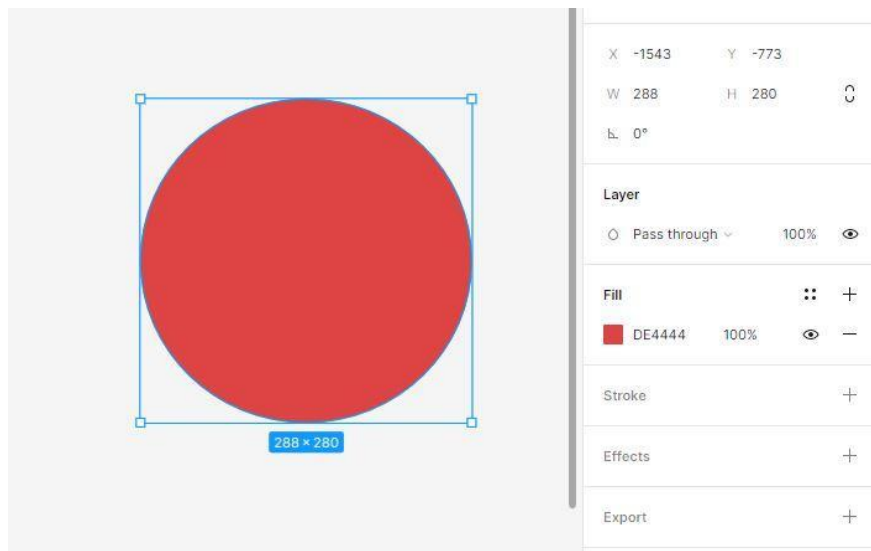 X -1543 Y -773
W 288 H 280
0°
Layer
Pass through 100%
Fill
DE4444 100%
Stroke
Effects
Export
288 × 280